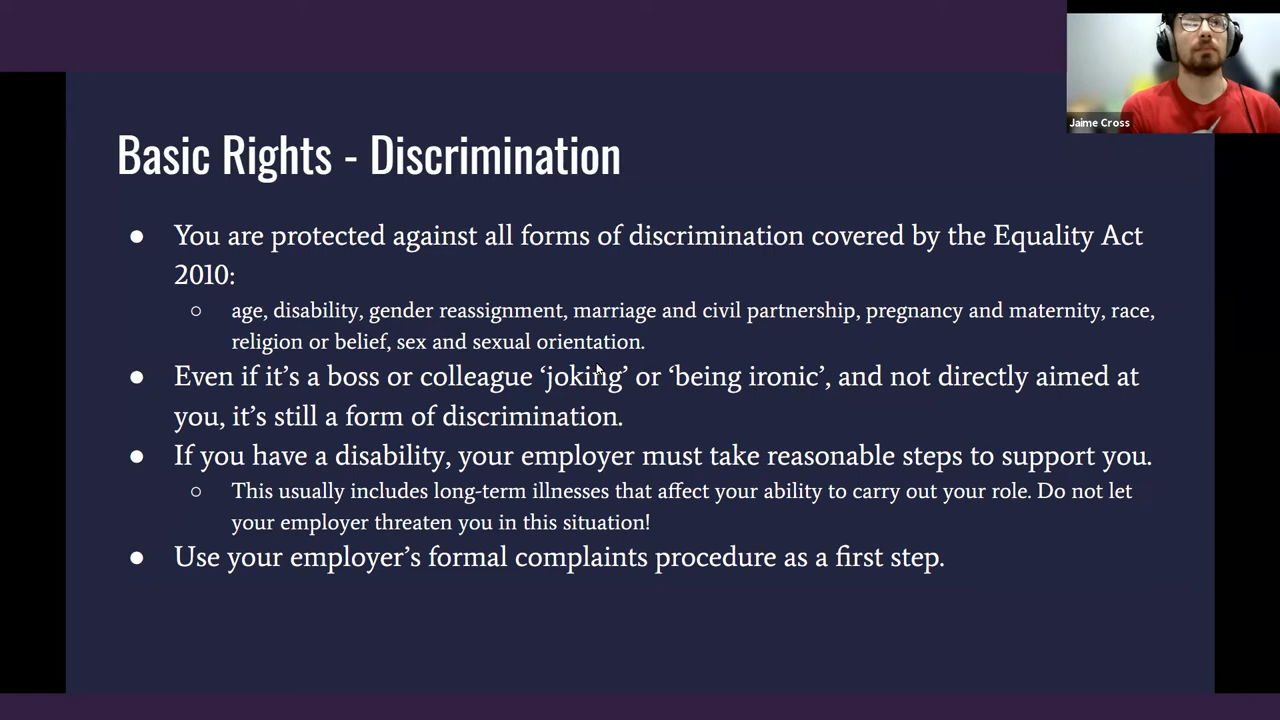 Jaime Cross
Basic Rights - Discrimination
● You are protected against all forms of discrimination covered by the Equality Act
2010:
○ age, disability, gender reassignment, marriage and civil partnership, pregnancy and maternity, race,
religion or belief, sex and sexual orientation.
● Even if it’s a boss or colleague ‘joking’ or ‘being ironic’, and not directly aimed at
you, it’s still a form of discrimination.
● If you have a disability, your employer must take reasonable steps to support you.
○ This usually includes long-term illnesses that affect your ability to carry out your role. Do not let
your employer threaten you in this situation!
● Use your employer’s formal complaints procedure as a first step.